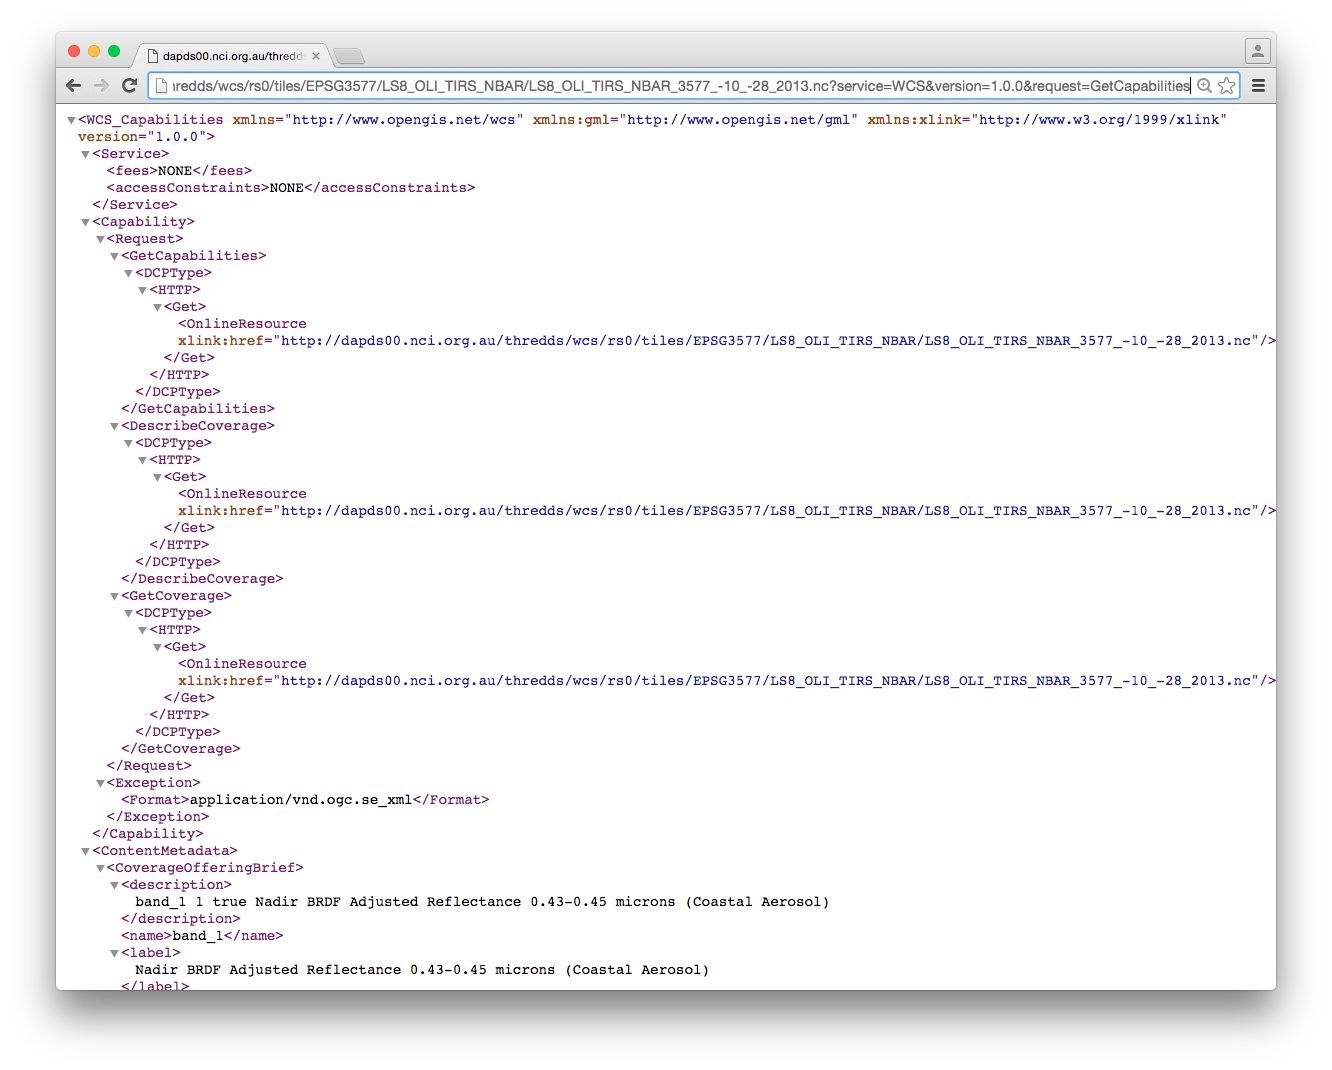 dapds00.nci.org.au/thredds
hredds/wcs/rs0/tiles/EPSG3577/LS8_OLI_TIRS_NBAR/LS8_OLI_TIRS_NBAR_3577_-10_-28_2013.nc?service=WCS&version=1.0.0&request=GetCapabilities
<WCS_Capabilities xmlns="http://www.opengis.net/wcs" xmlns:gml="http://www.opengis.net/gml" xmlns:xlink="http://www.w3.org/1999/xlink"
version="1.0.0">
<Service>
<fees>NONE</fees>
<accessConstraints>NONE</accessConstraints>
</Service>
<Capability>
<Request>
<GetCapabilities>
<DCPType>
<HTTP>
<Get>
<OnlineResource
xlink:href="http://dapds00.nci.org.au/thredds/wcs/rs0/tiles/EPSG3577/LS8_OLI_TIRS_NBAR/LS8_OLI_TIRS_NBAR_3577_-10_-28_2013.nc"/>
</Get>
</HTTP>
</DCPType>
</GetCapabilities>
<DescribeCoverage>
<DCPType>
<HTTP>
<Get>
<OnlineResource
xlink:href="http://dapds00.nci.org.au/thredds/wcs/rs0/tiles/EPSG3577/LS8_OLI_TIRS_NBAR/LS8_OLI_TIRS_NBAR_3577_-10_-28_2013.nc"/>
</Get>
</HTTP>
</DCPType>
</DescribeCoverage>
<GetCoverage>
<DCPType>
<HTTP>
<Get>
<OnlineResource
xlink:href="http://dapds00.nci.org.au/thredds/wcs/rs0/tiles/EPSG3577/LS8_OLI_TIRS_NBAR/LS8_OLI_TIRS_NBAR_3577_-10_-28_2013.nc"/>
</Get>
</HTTP>
</DCPType>
</GetCoverage>
</Request>
<Exception>
<Format>application/vnd.ogc.se_xml</Format>
</Exception>
</Capability>
<ContentMetadata>
<CoverageOfferingBrief>
<description>
band_1 1 true Nadir BRDF Adjusted Reflectance 0.43-0.45 microns (Coastal Aerosol)
</description>
<name>band_1</name>
<label>
Nadir BRDF Adjusted Reflectance 0.43-0.45 microns (Coastal Aerosol)
</label>